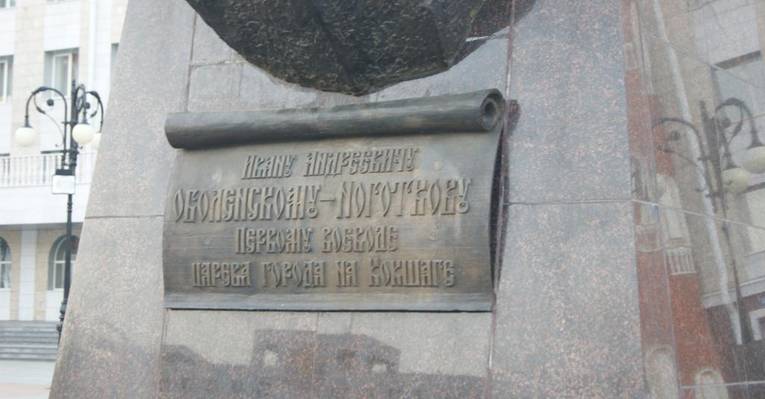 Ивану Андреевичу
Оболенскому-Ноготкову
первому воеводе
Царева города на Кокшаге